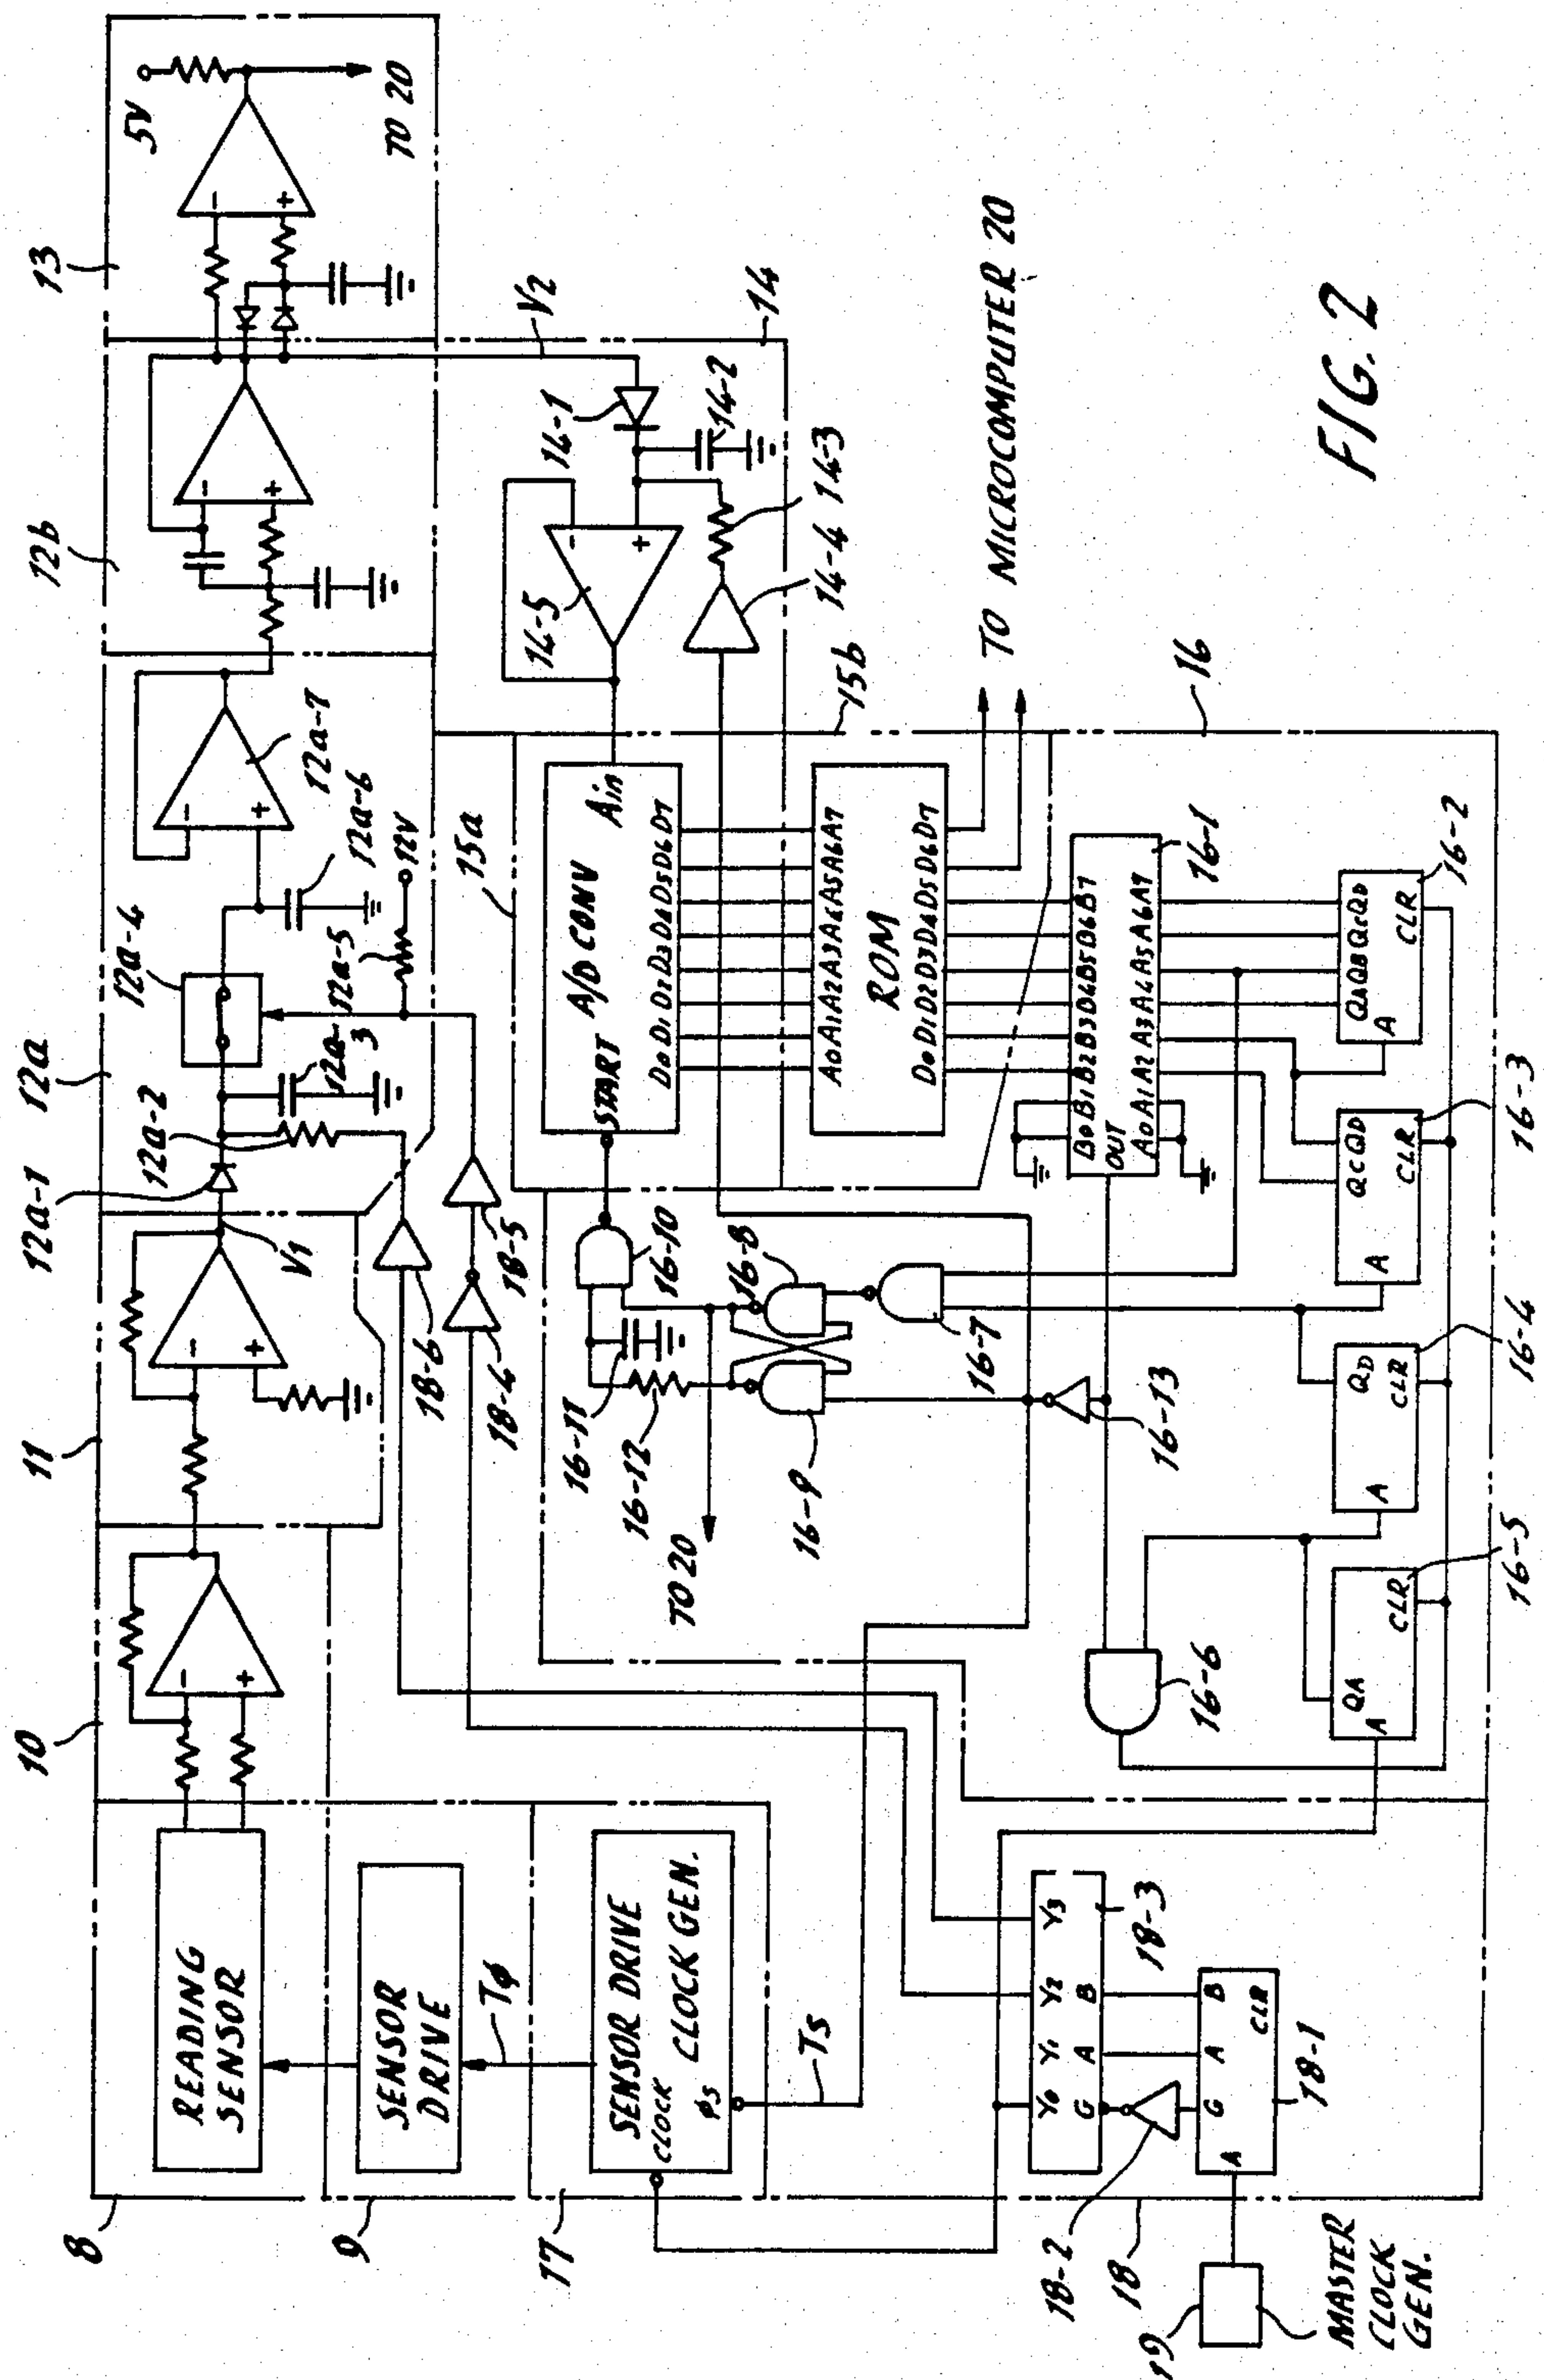 8
READING
SENSOR
9
SENSOR
DRIVE
TΦ
17
SENSOR DRIVE
CLOCK GEN.
CLOCK
ΦS
TS
10
-
+
11
-
+
V1
12a
12a-1
12a-2
12a-3
12a-4
12a-5
12V
12a-6
12a-7
-
+
12b
-
+
13
5V
-
+
TO 20
V2
14
14-1
14-2
14-3
14-4
14-5
-
+
18-6
18-4
18-5
15a
START
A/D CONV
Ain
D0 D1 D2 D3 D4 D5 D6 D7
15b
A0 A1 A2 A3 A4 A5 A6 A7
ROM
D0 D1 D2 D3 D4 D5 D6 D7
TO MICROCOMPUTER 20
16
16-10
16-11
16-12
TO 20
16-8
16-9
16-7
16-13
B0 B1 B2 B3 B4 B5 B6 B7
OUT
A0 A1 A2 A3 A4 A5 A6 A7
16-1
16-6
QA QB QC QD
A
CLR
16-2
QC QD
A
CLR
16-3
QD
A
CLR
16-4
QA
A
CLR
16-5
Y0 Y1 Y2 Y3
G A B
18-3
18-2
G A B
A
CLR
18-1
18
19
MASTER
CLOCK
GEN.
FIG. 2